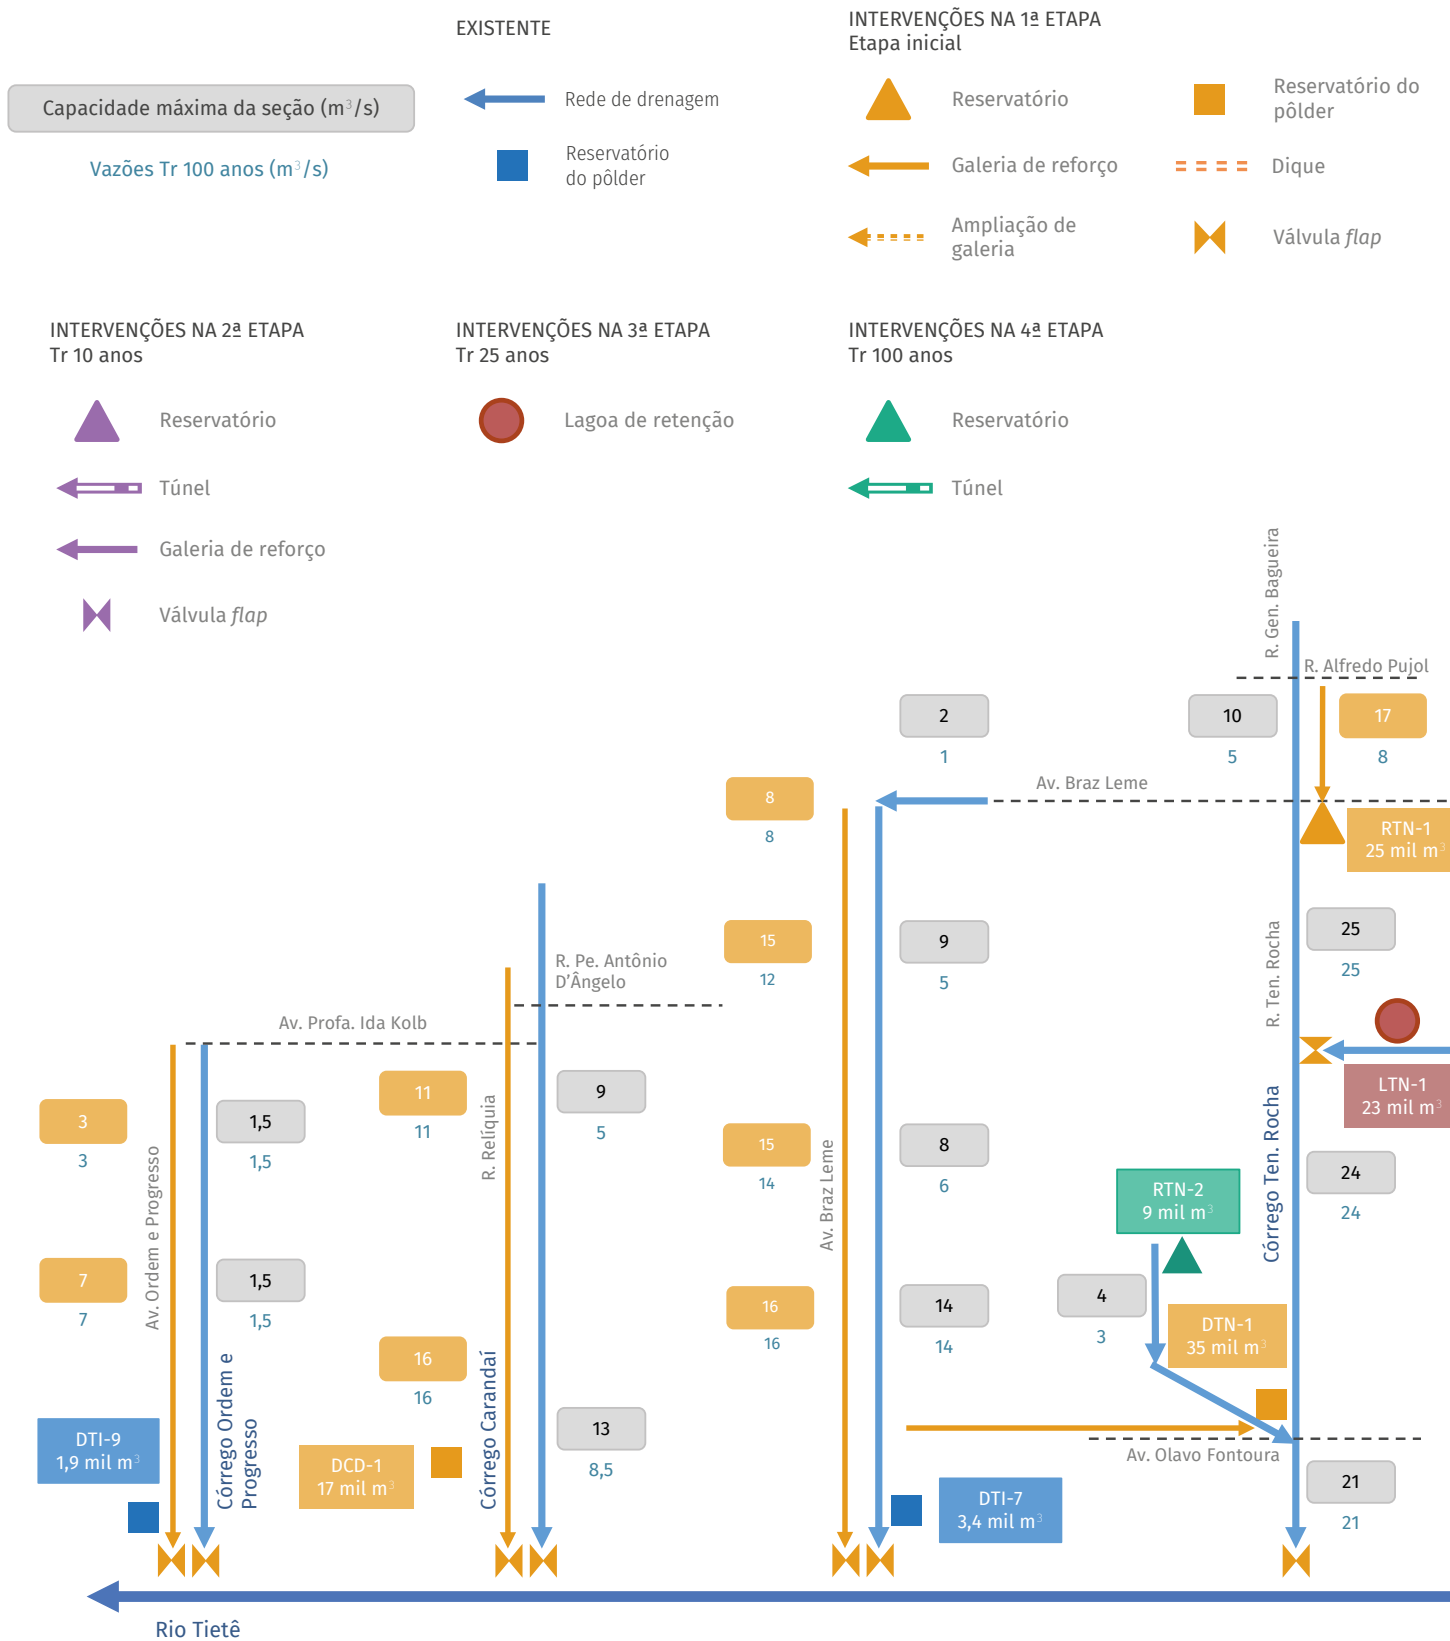 EXISTENTE
INTERVENÇÕES NA 1ª ETAPA
Etapa inicial
Capacidade máxima da seção (m³/s)
Vazões Tr 100 anos (m³/s)
Rede de drenagem
Reservatório
do pôlder
Reservatório
Reservatório do
pôlder
Galeria de reforço
Dique
Ampliação de
galeria
Válvula flap
INTERVENÇÕES NA 2ª ETAPA
Tr 10 anos
INTERVENÇÕES NA 3ª ETAPA
Tr 25 anos
INTERVENÇÕES NA 4ª ETAPA
Tr 100 anos
Reservatório
Lagoa de retenção
Reservatório
Túnel
Túnel
Galeria de reforço
Válvula flap
R. Gen. Bagueira
R. Alfredo Pujol
2
1
10
5
17
8
Av. Braz Leme
8
8
RTN-1
25 mil m³
15
12
9
5
R. Ten. Rocha
25
25
R. Pe. Antônio
D'Ângelo
Av. Profa. Ida Kolb
LTN-1
23 mil m³
3
3
1,5
1,5
11
11
R. Relíquia
9
5
15
14
Av. Braz Leme
8
6
Córrego Ten. Rocha
24
24
RTN-2
9 mil m³
Av. Ordem e Progresso
7
7
1,5
1,5
16
16
14
14
4
3
DTN-1
35 mil m³
16
16
Córrego Ordem e
Progresso
Córrego Carandaí
13
8,5
DTI-9
1,9 mil m³
DCD-1
17 mil m³
Av. Olavo Fontoura
21
21
DTI-7
3,4 mil m³
Rio Tietê